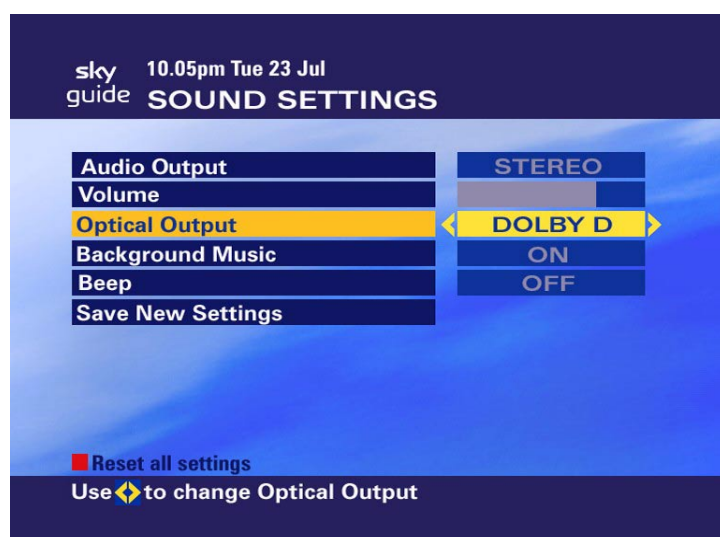 sky 10.05pm Tue 23 Jul
guide SOUND SETTINGS
Audio Output STEREO
Volume
Optical Output DOLBY D
Background Music ON
Beep OFF
Save New Settings
Reset all settings
Use to change Optical Output